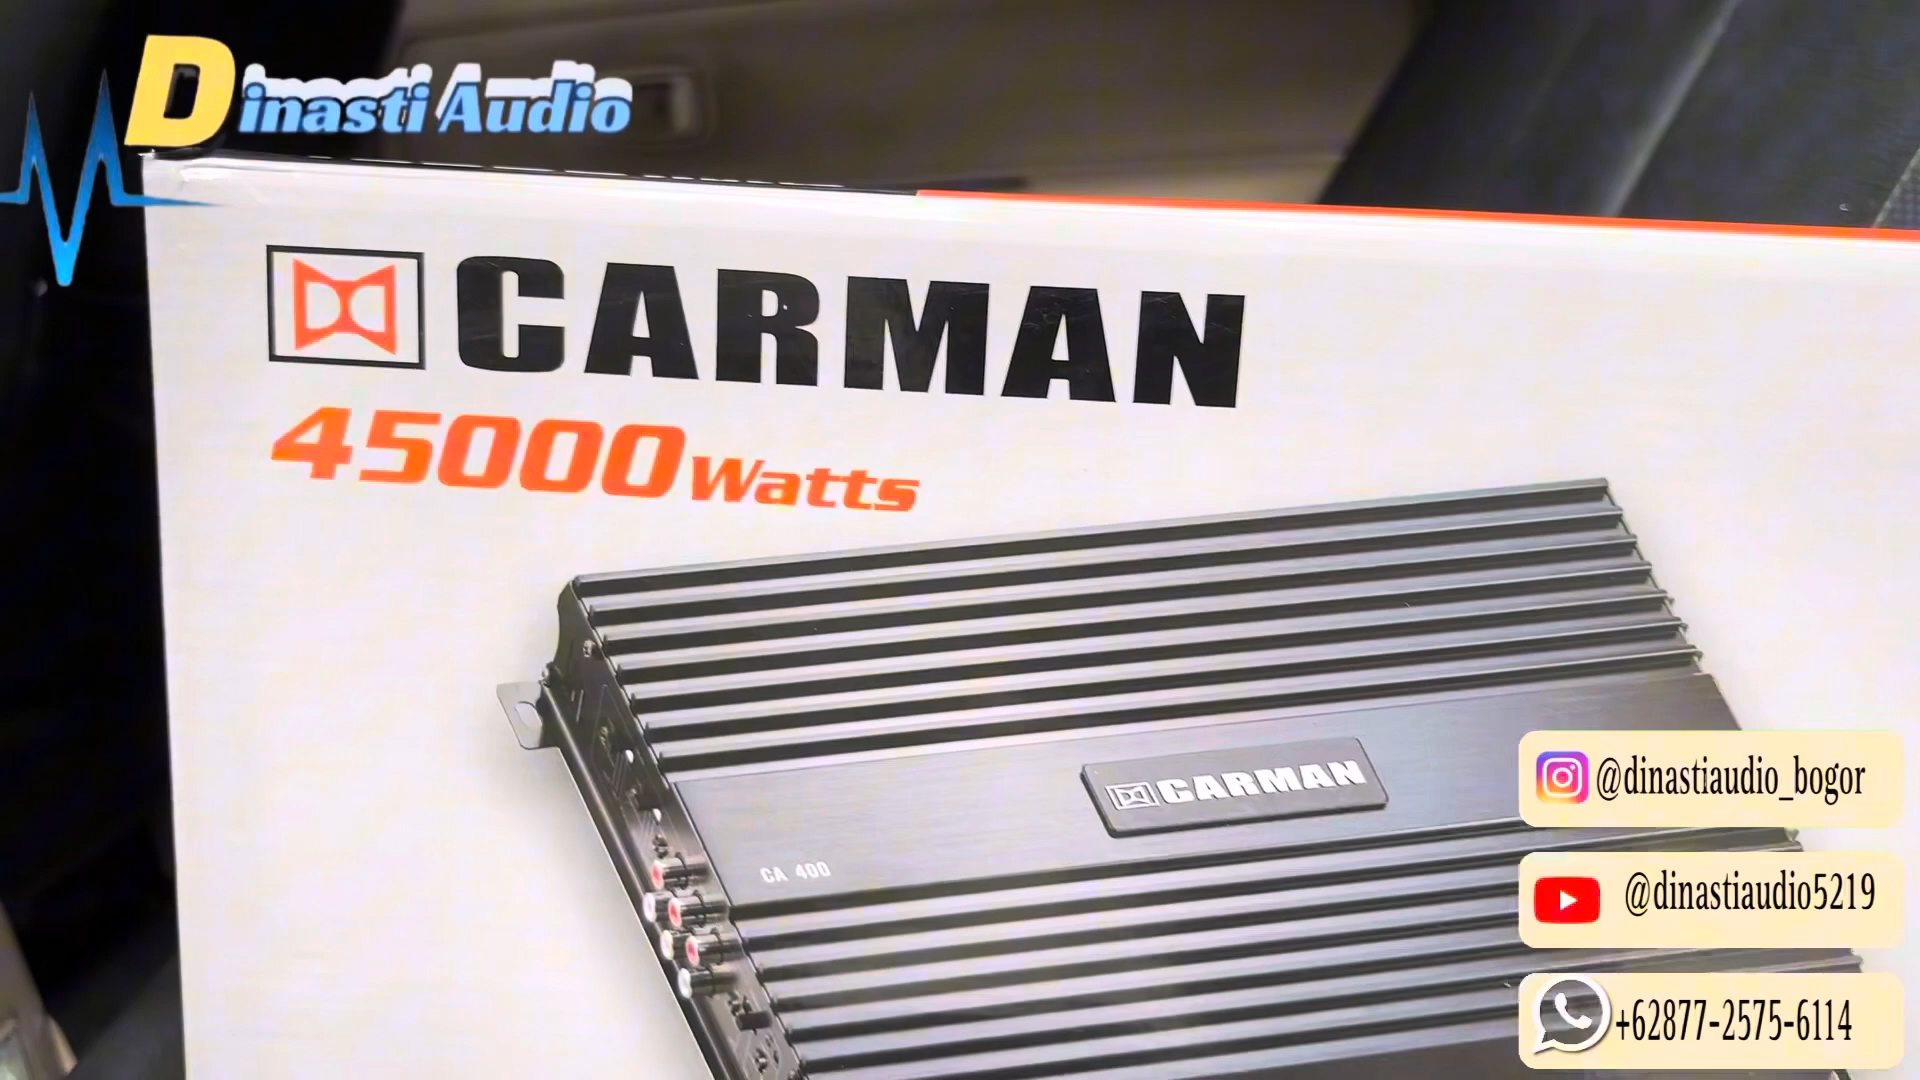 Dinasti Audio
CARMAN
45000 Watts
CARMAN
CA 400
@dinastiaudio_bogor
@dinastiaudio5219
+62877-2575-6114